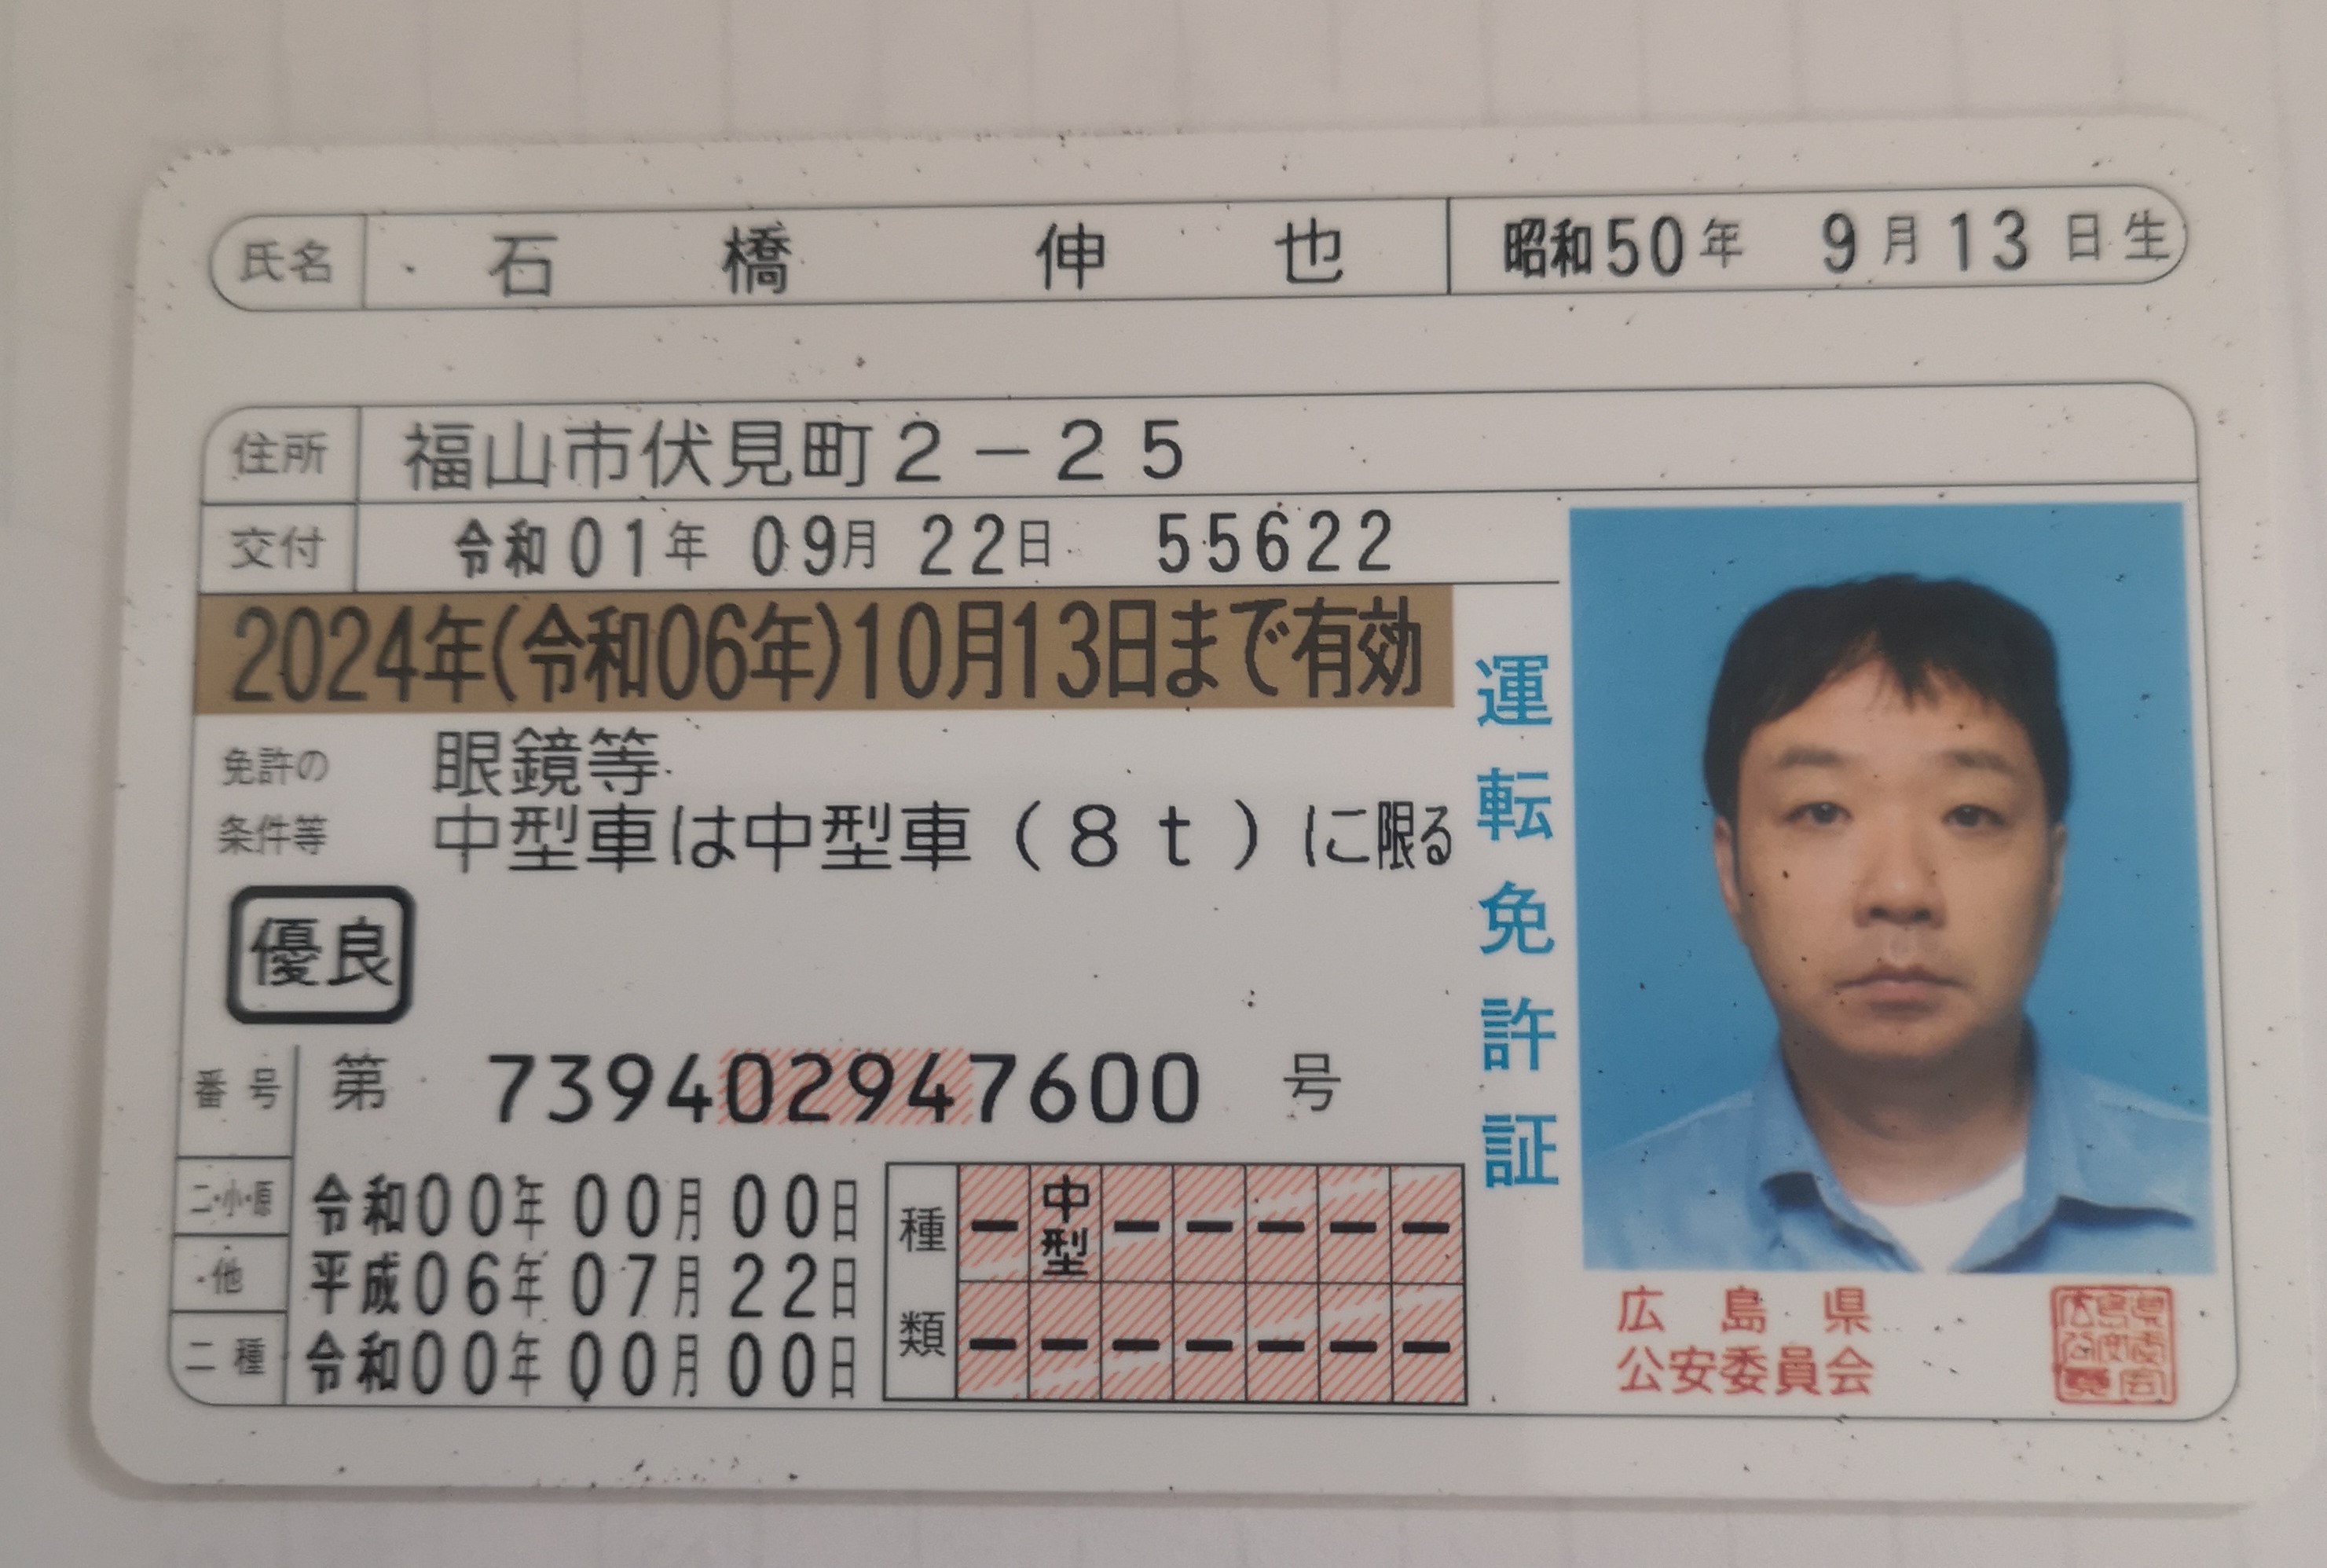 氏名 石橋 伸也 昭和50年 9月13日生
住所 福山市伏見町2-25
交付 令和01年 09月 22日 55622
2024年(令和06年)10月13日まで有効
免許の 眼鏡等
条件等 中型車は中型車(8t)に限る
優良
運転免許証
番号 第 739402947600 号
二・小・原 令和00年 00月 00日
・他 平成06年 07月 22日
二種 令和00年 00月 00日
種類 ー 中型 ー ー ー ー ー
ー ー ー ー ー ー ー
広島県
公安委員会